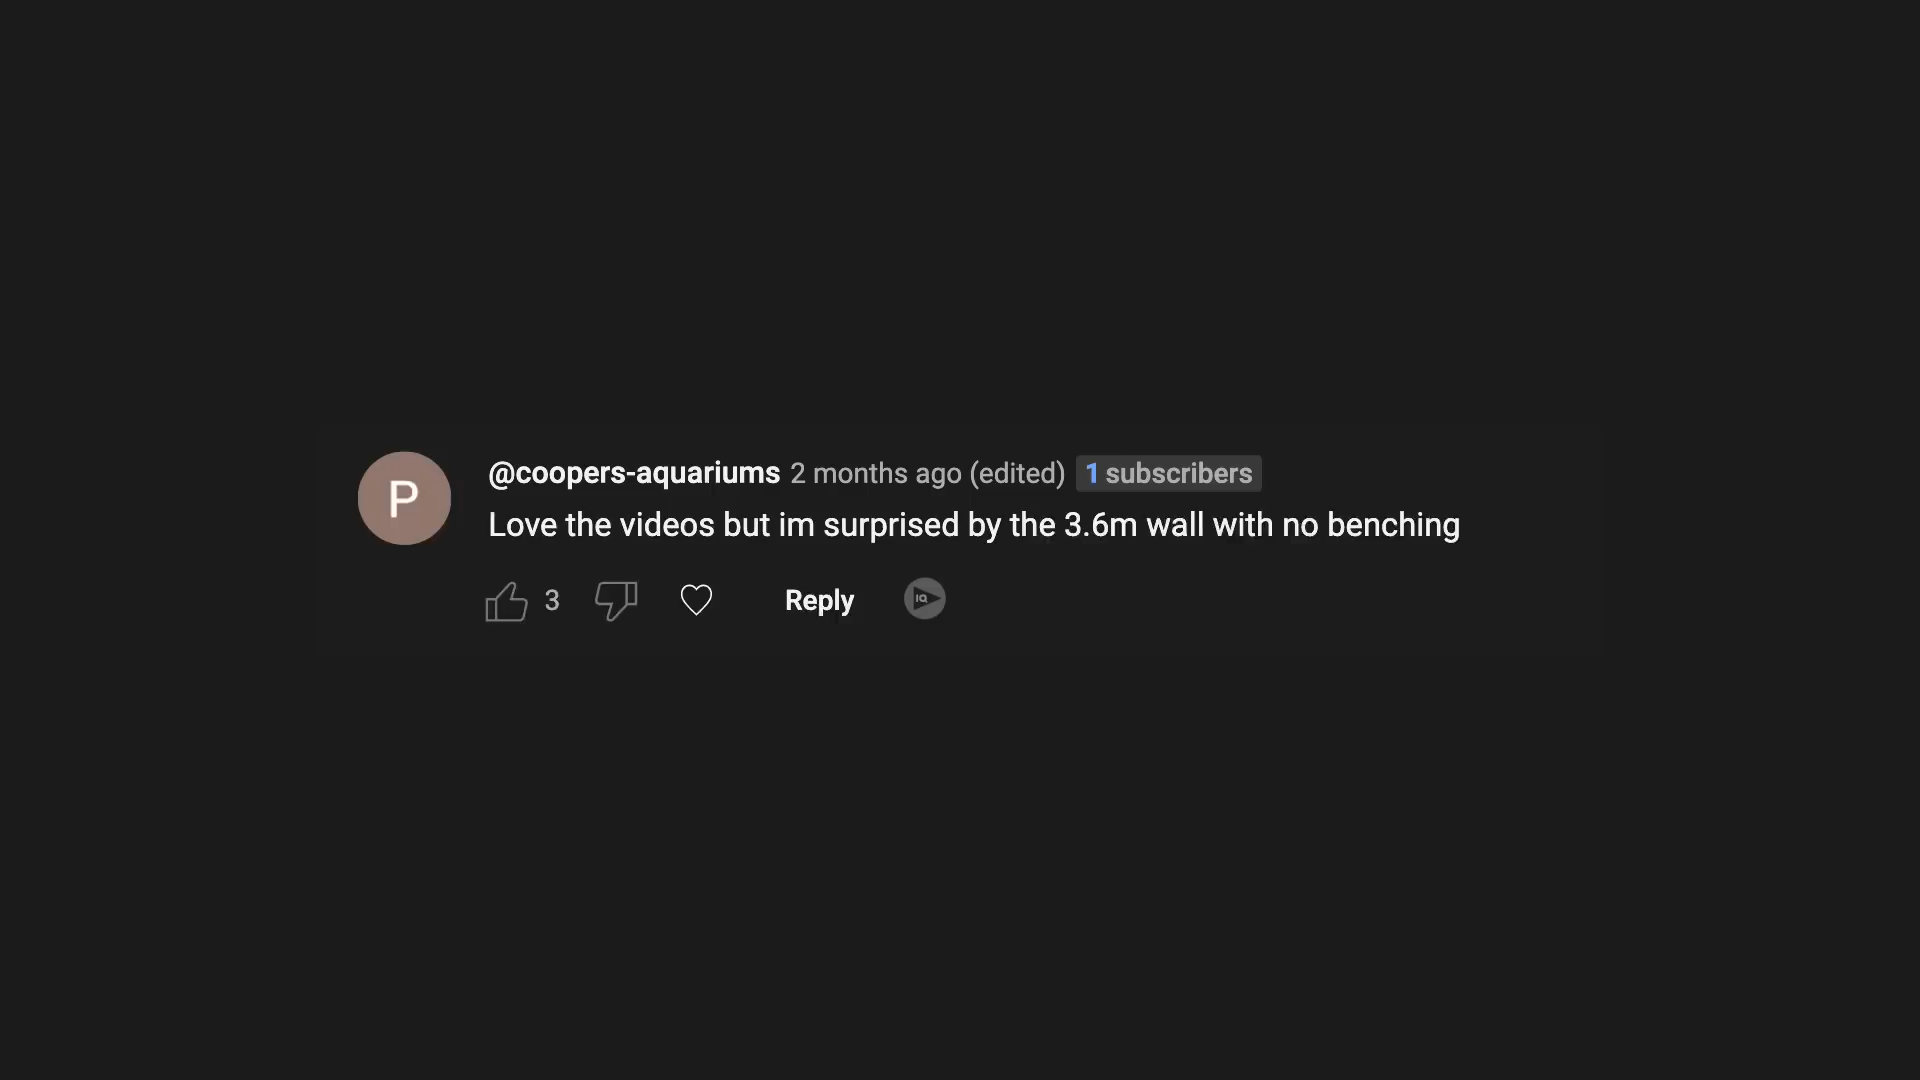 P
@coopers-aquariums 2 months ago (edited) 1 subscribers
Love the videos but im surprised by the 3.6m wall with no benching
3 Reply IQ